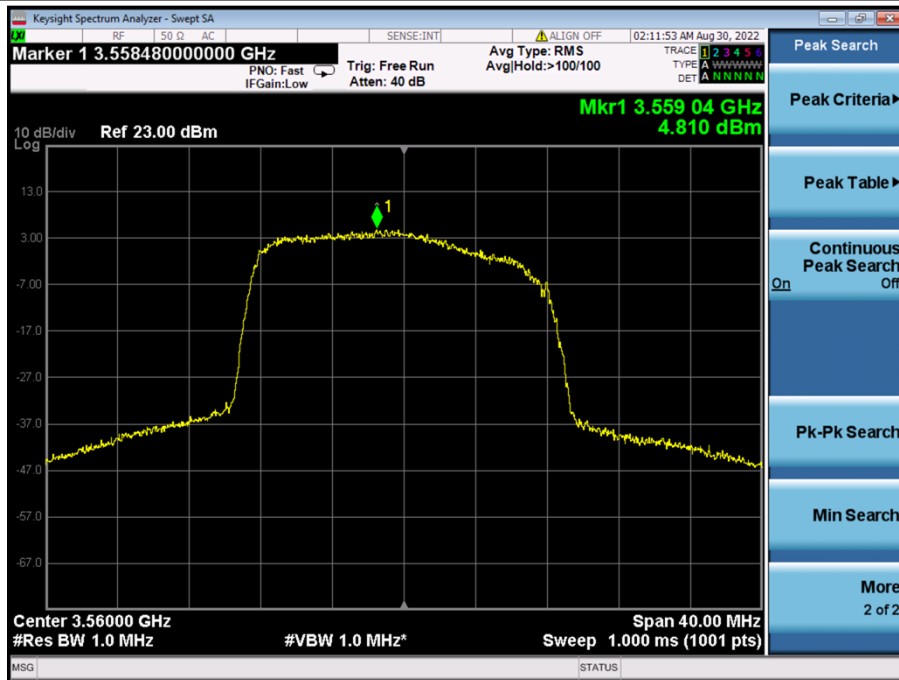 Keysight Spectrum Analyzer - Swept SA
LXI RF 50 Ω AC SENSE:INT ALIGN OFF 02:11:53 AM Aug 30, 2022
Marker 1 3.558480000000 GHz
PNO: Fast
IFGain:Low
Trig: Free Run
Atten: 40 dB
Avg Type: RMS
Avg|Hold:>100/100
TRACE 1 2 3 4 5 6
TYPE A WWWWW
DET A N N N N N
Mkr1 3.559 04 GHz
4.810 dBm
10 dB/div Ref 23.00 dBm
Log
13.0
3.00
-7.00
-17.0
-27.0
-37.0
-47.0
-57.0
-67.0
1
Center 3.56000 GHz Span 40.00 MHz
#Res BW 1.0 MHz #VBW 1.0 MHz* Sweep 1.000 ms (1001 pts)
MSG STATUS
Peak Search
Peak Criteria
Peak Table
Continuous
Peak Search
On Off
Pk-Pk Search
Min Search
More
2 of 2